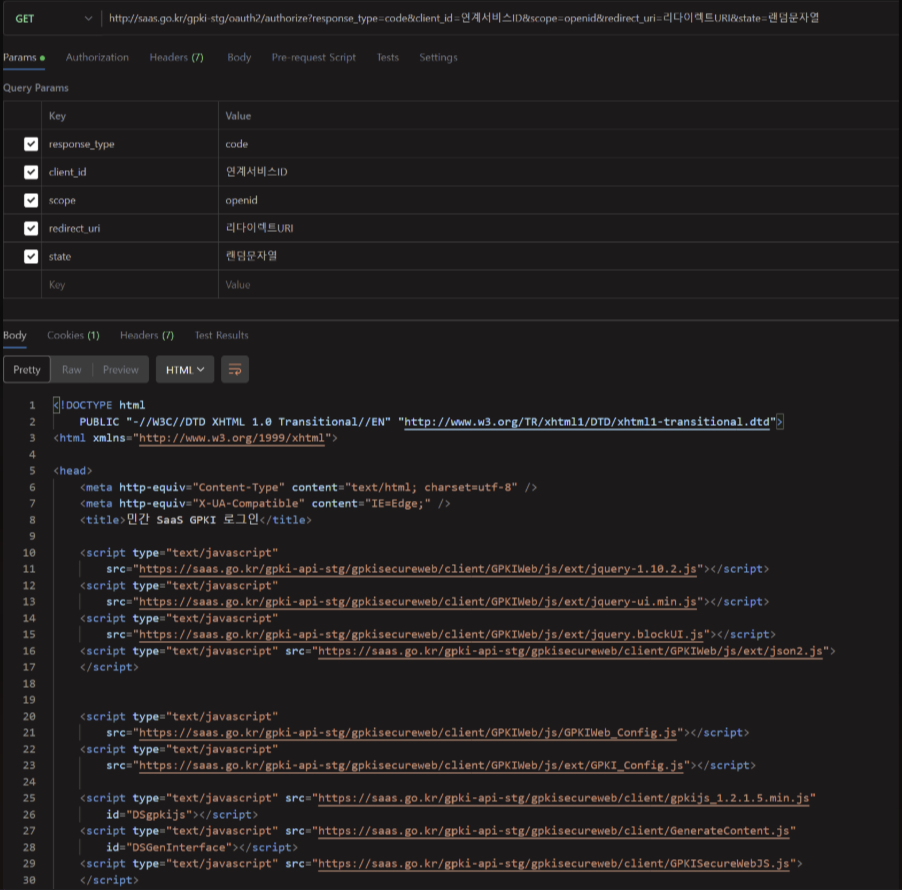 GET http://saas.go.kr/gpki-stg/oauth2/authorize?response_type=code&client_id=연계서비스ID&scope=openid&redirect_uri=리다이렉트URI&state=랜덤문자열
Params Authorization Headers (7) Body Pre-request Script Tests Settings
Query Params
Key Value
response_type code
client_id 연계서비스ID
scope openid
redirect_uri 리다이렉트URI
state 랜덤문자열
Key Value
Body Cookies (1) Headers (7) Test Results
Pretty Raw Preview HTML
1 <!DOCTYPE html
2 PUBLIC "-//W3C//DTD XHTML 1.0 Transitional//EN" "http://www.w3.org/TR/xhtml1/DTD/xhtml1-transitional.dtd">
3 <html xmlns="http://www.w3.org/1999/xhtml">
4
5 <head>
6 <meta http-equiv="Content-Type" content="text/html; charset=utf-8" />
7 <meta http-equiv="X-UA-Compatible" content="IE=Edge;" />
8 <title>민간 SaaS GPKI 로그인</title>
9
10 <script type="text/javascript"
11 src="https://saas.go.kr/gpki-api-stg/gpkisecureweb/client/GPKIWeb/js/ext/jquery-1.10.2.js"></script>
12 <script type="text/javascript"
13 src="https://saas.go.kr/gpki-api-stg/gpkisecureweb/client/GPKIWeb/js/ext/jquery-ui.min.js"></script>
14 <script type="text/javascript"
15 src="https://saas.go.kr/gpki-api-stg/gpkisecureweb/client/GPKIWeb/js/ext/jquery.blockUI.js"></script>
16 <script type="text/javascript" src="https://saas.go.kr/gpki-api-stg/gpkisecureweb/client/GPKIWeb/js/ext/json2.js">
17 </script>
18
19
20 <script type="text/javascript"
21 src="https://saas.go.kr/gpki-api-stg/gpkisecureweb/client/GPKIWeb/js/GPKIWeb_Config.js"></script>
22 <script type="text/javascript"
23 src="https://saas.go.kr/gpki-api-stg/gpkisecureweb/client/GPKIWeb/js/ext/GPKI_Config.js"></script>
24
25 <script type="text/javascript" src="https://saas.go.kr/gpki-api-stg/gpkisecureweb/client/gpkijs_1.2.1.5.min.js"
26 id="DSgpkijs"></script>
27 <script type="text/javascript" src="https://saas.go.kr/gpki-api-stg/gpkisecureweb/client/GenerateContent.js"
28 id="DSGenInterface"></script>
29 <script type="text/javascript" src="https://saas.go.kr/gpki-api-stg/gpkisecureweb/client/GPKISecureWebJS.js">
30 </script>